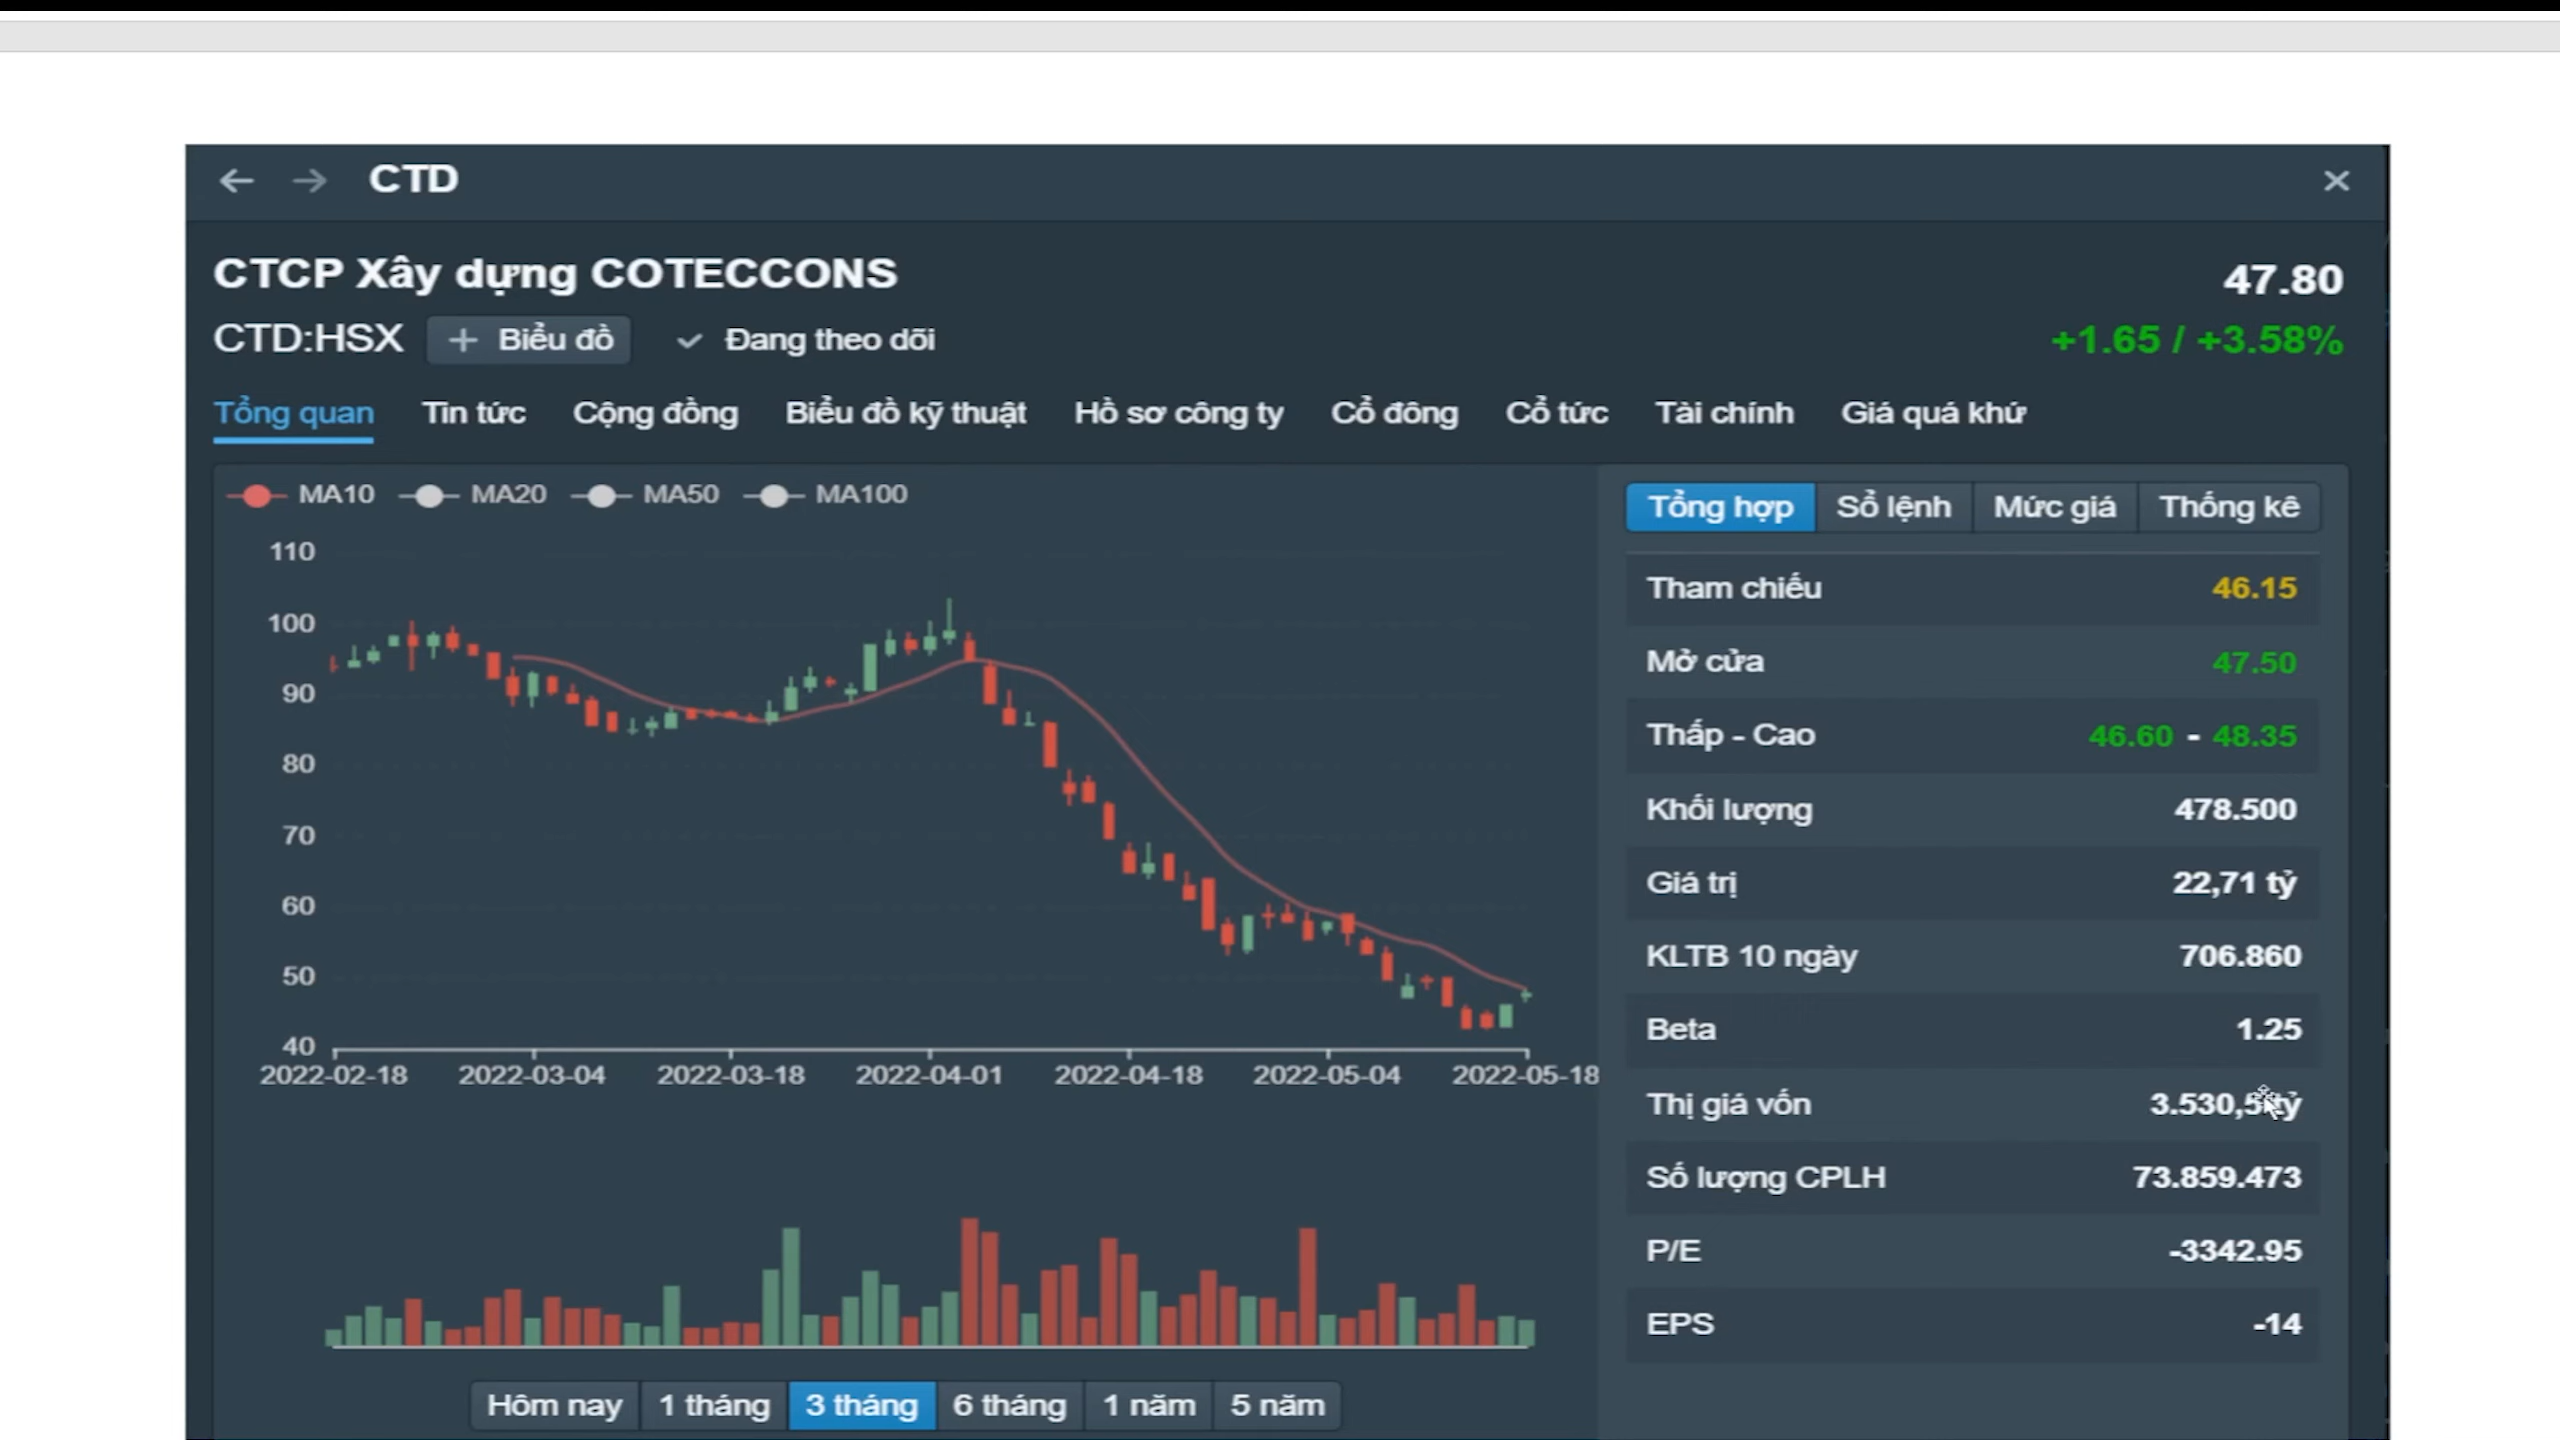 CTD
CTCP Xây dựng COTECCONS
47.80
CTD:HSX
Biểu đồ
Đang theo dõi
+1.65 / +3.58%
Tổng quan Tin tức Cộng đồng Biểu đồ kỹ thuật Hồ sơ công ty Cổ đông Cổ tức Tài chính Giá quá khứ
MA10 MA20 MA50 MA100
110
100
90
80
70
60
50
40
2022-02-18 2022-03-04 2022-03-18 2022-04-01 2022-04-18 2022-05-04 2022-05-18
Hôm nay 1 tháng 3 tháng 6 tháng 1 năm 5 năm
Tổng hợp Sổ lệnh Mức giá Thống kê
Tham chiếu 46.15
Mở cửa 47.50
Thấp - Cao 46.60 - 48.35
Khối lượng 478.500
Giá trị 22,71 tỷ
KLTB 10 ngày 706.860
Beta 1.25
Thị giá vốn 3.530,5 tỷ
Số lượng CPLH 73.859.473
P/E -3342.95
EPS -14